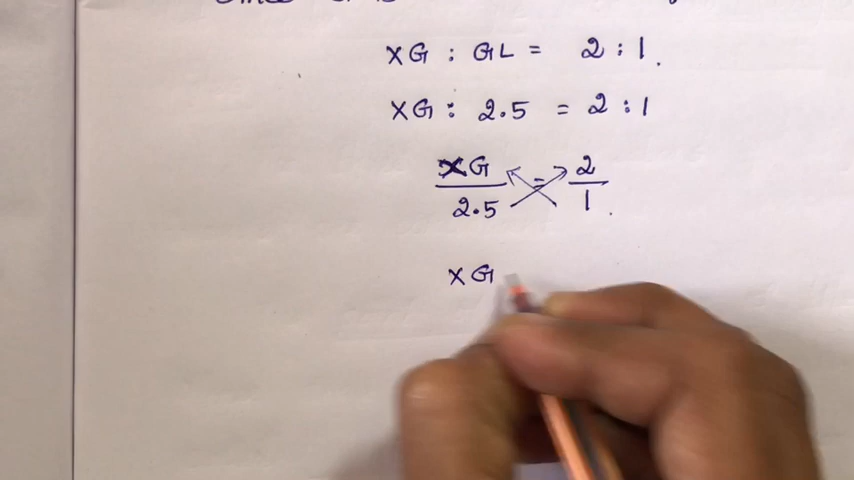 XG : GL = 2 : 1.
XG : 2.5 = 2 : 1
XG/2.5 = 2/1.
XG